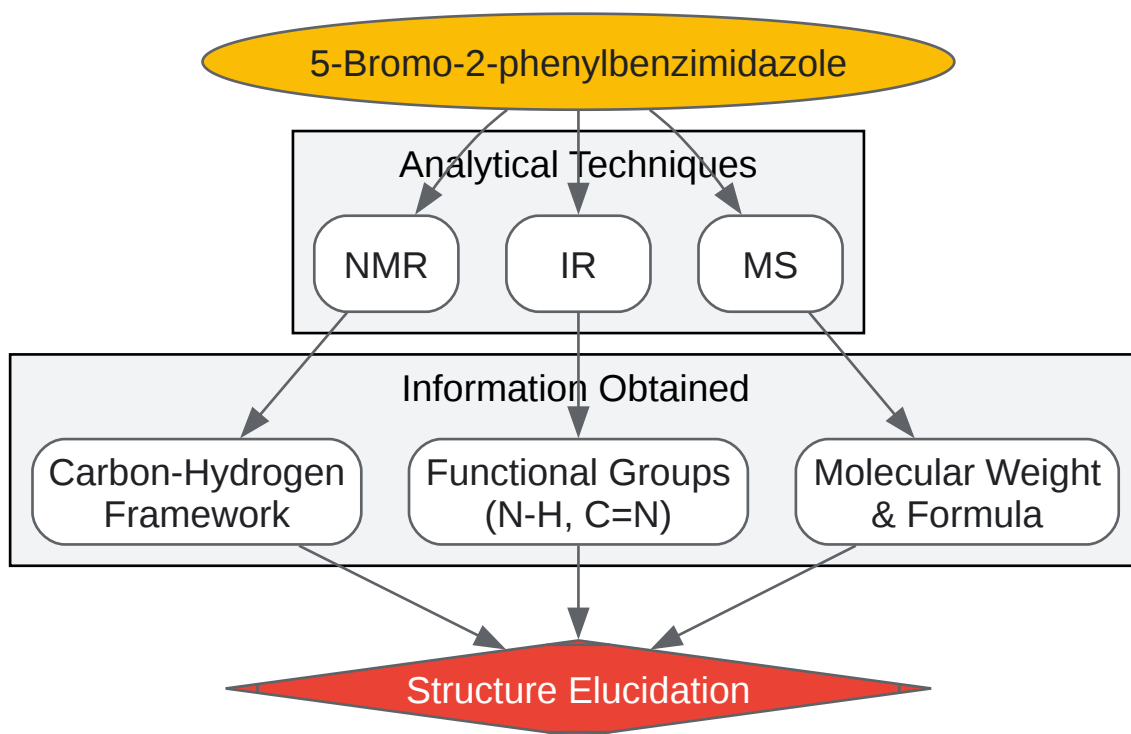 5-Bromo-2-phenylbenzimidazole
Analytical Techniques
NMR
IR
MS
Information Obtained
Carbon-Hydrogen
Framework
Functional Groups
(N-H, C=N)
Molecular Weight
& Formula
Structure Elucidation